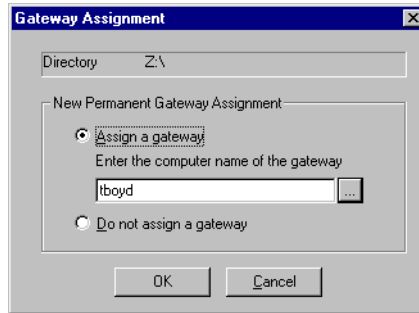 Gateway Assignment
Directory Z:\
New Permanent Gateway Assignment
Assign a gateway
Enter the computer name of the gateway
tboyd
...
Do not assign a gateway
OK Cancel